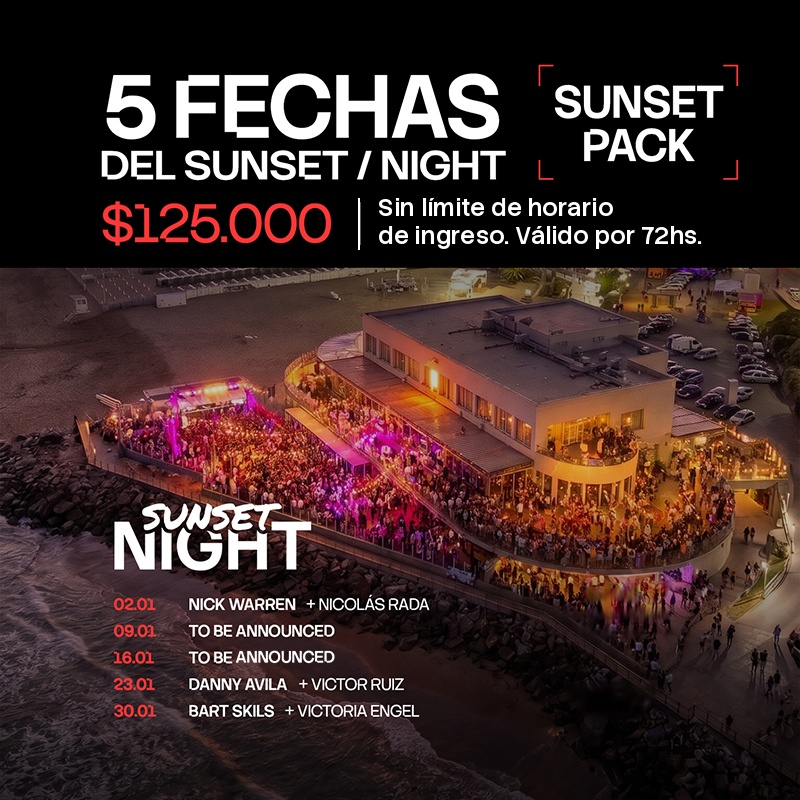 5 FECHAS
DEL SUNSET / NIGHT
SUNSET
PACK
$125.000
Sin límite de horario
de ingreso. Válido por 72hs.
SUNSET
NIGHT
02.01 NICK WARREN + NICOLÁS RADA
09.01 TO BE ANNOUNCED
16.01 TO BE ANNOUNCED
23.01 DANNY AVILA + VICTOR RUIZ
30.01 BART SKILS + VICTORIA ENGEL